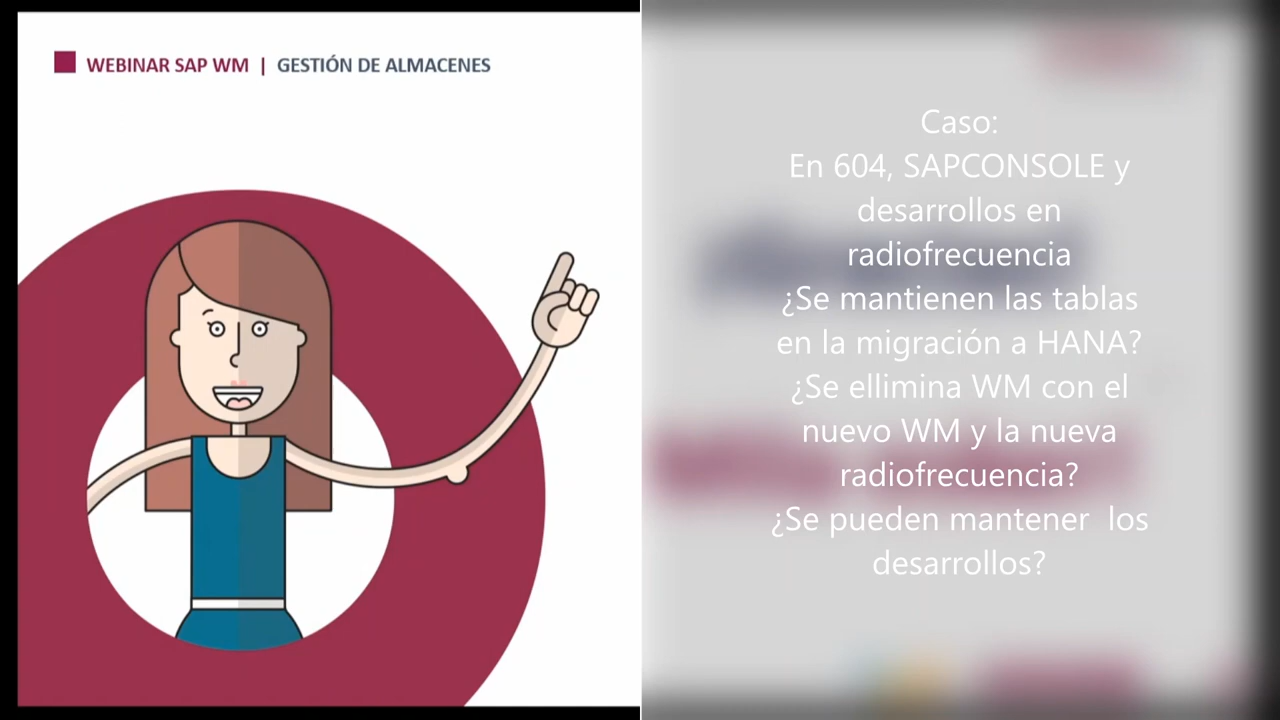 WEBINAR SAP WM | GESTIÓN DE ALMACENES
Caso:
En 604, SAPCONSOLE y
desarrollos en
radiofrecuencia
¿Se mantienen las tablas
en la migración a HANA?
¿Se ellimina WM con el
nuevo WM y la nueva
radiofrecuencia?
¿Se pueden mantener  los
desarrollos?